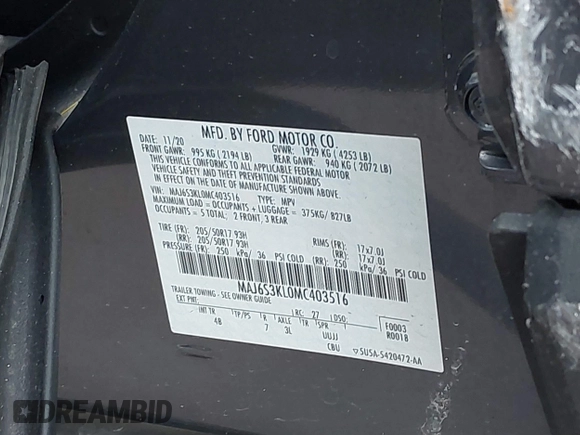 MFD. BY FORD MOTOR CO.
DATE: 11/20 GVWR: 1929 KG (4253 LB)
FRONT GAWR: 995 KG (2194 LB) REAR GAWR: 940 KG (2072 LB)
THIS VEHICLE CONFORMS TO ALL APPLICABLE FEDERAL MOTOR
VEHICLE SAFETY AND THEFT PREVENTION STANDARDS IN
EFFECT ON THE DATE OF MANUFACTURE SHOWN ABOVE.
VIN: MAJ6S3KL0MC403516 TYPE: MPV
MAXIMUM LOAD = OCCUPANTS + LUGGAGE = 375KG/ 827LB
OCCUPANTS = 5 TOTAL: 2 FRONT, 3 REAR
TIRE (FR): 205/50R17 93H RIMS (FR): 17x7.0J
(RR): 205/50R17 93H (RR): 17x7.0J
PRESSURE (FR): 250 kPa/ 36 PSI COLD (RR): 250 kPa/ 36 PSI COLD
MAJ6S3KL0MC403516
TRAILER TOWING - SEE OWNER GUIDE
EXT PNT: RC: 27 DSO: F0003
INT TR TP/PS R AXLE TR SPR R0018
4B 7 3L UUJJ
CBU 5U5A-5420472-AA
DREAMBID